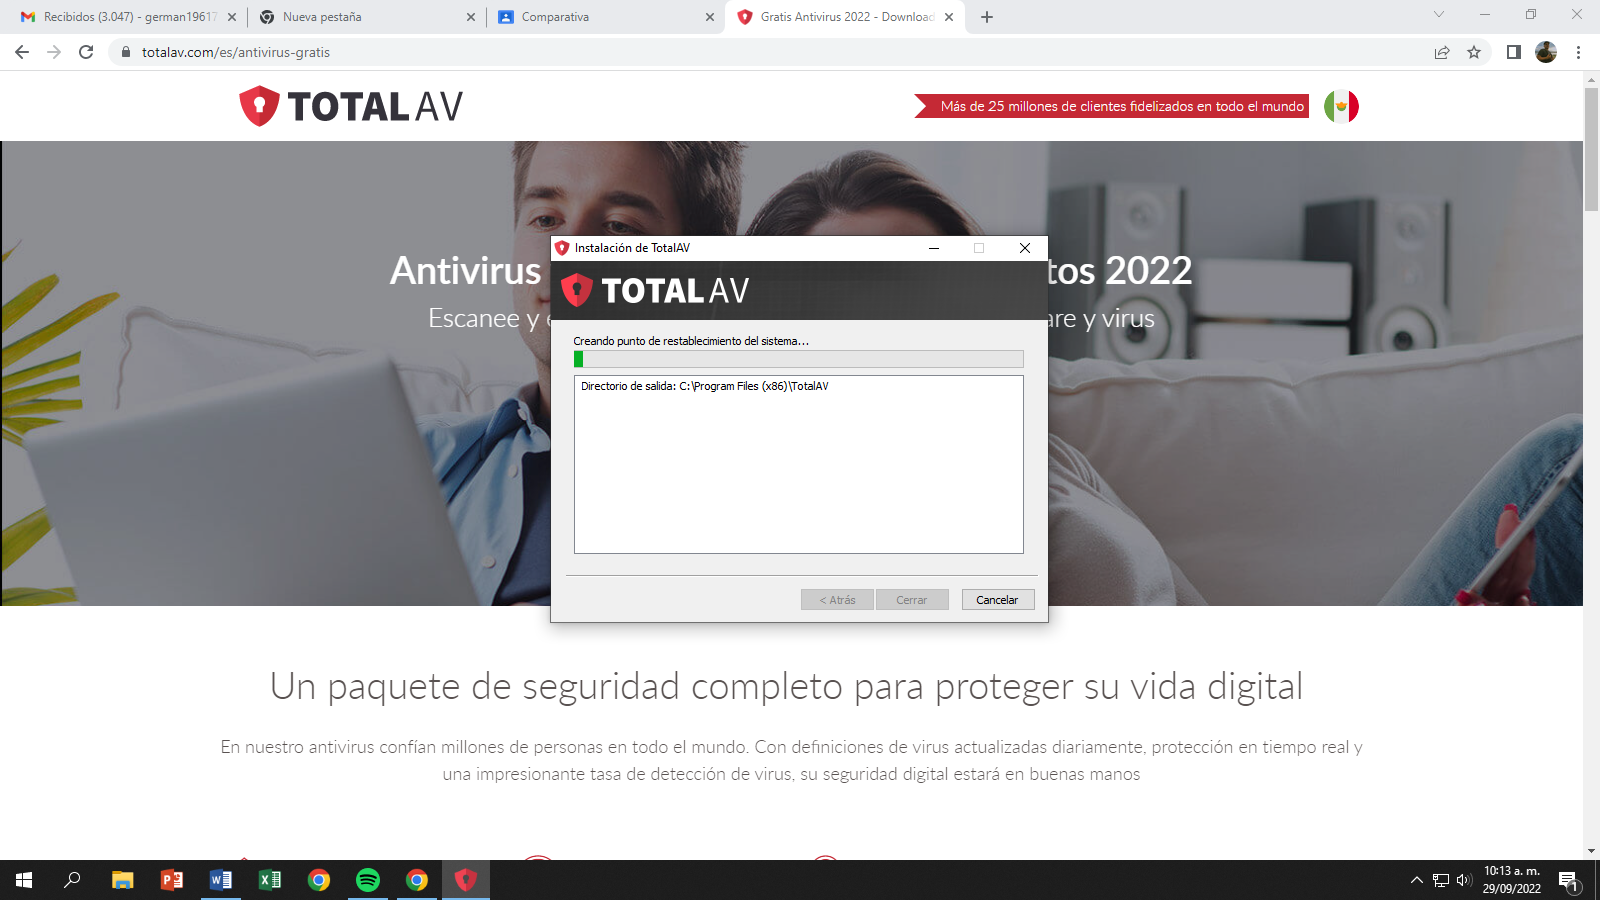 Recibidos (3.047) - german19617
Nueva pestaña
Comparativa
Gratis Antivirus 2022 - Download
totalav.com/es/antivirus-gratis
TOTALAV
Más de 25 millones de clientes fidelizados en todo el mundo
Antivirus
tos 2022
Escanee y e
are y virus
Instalación de TotalAV
TOTALAV
Creando punto de restablecimiento del sistema...
Directorio de salida: C:\Program Files (x86)\TotalAV
< Atrás
Cerrar
Cancelar
Un paquete de seguridad completo para proteger su vida digital
En nuestro antivirus confían millones de personas en todo el mundo. Con definiciones de virus actualizadas diariamente, protección en tiempo real y
una impresionante tasa de detección de virus, su seguridad digital estará en buenas manos
10:13 a. m.
29/09/2022
1